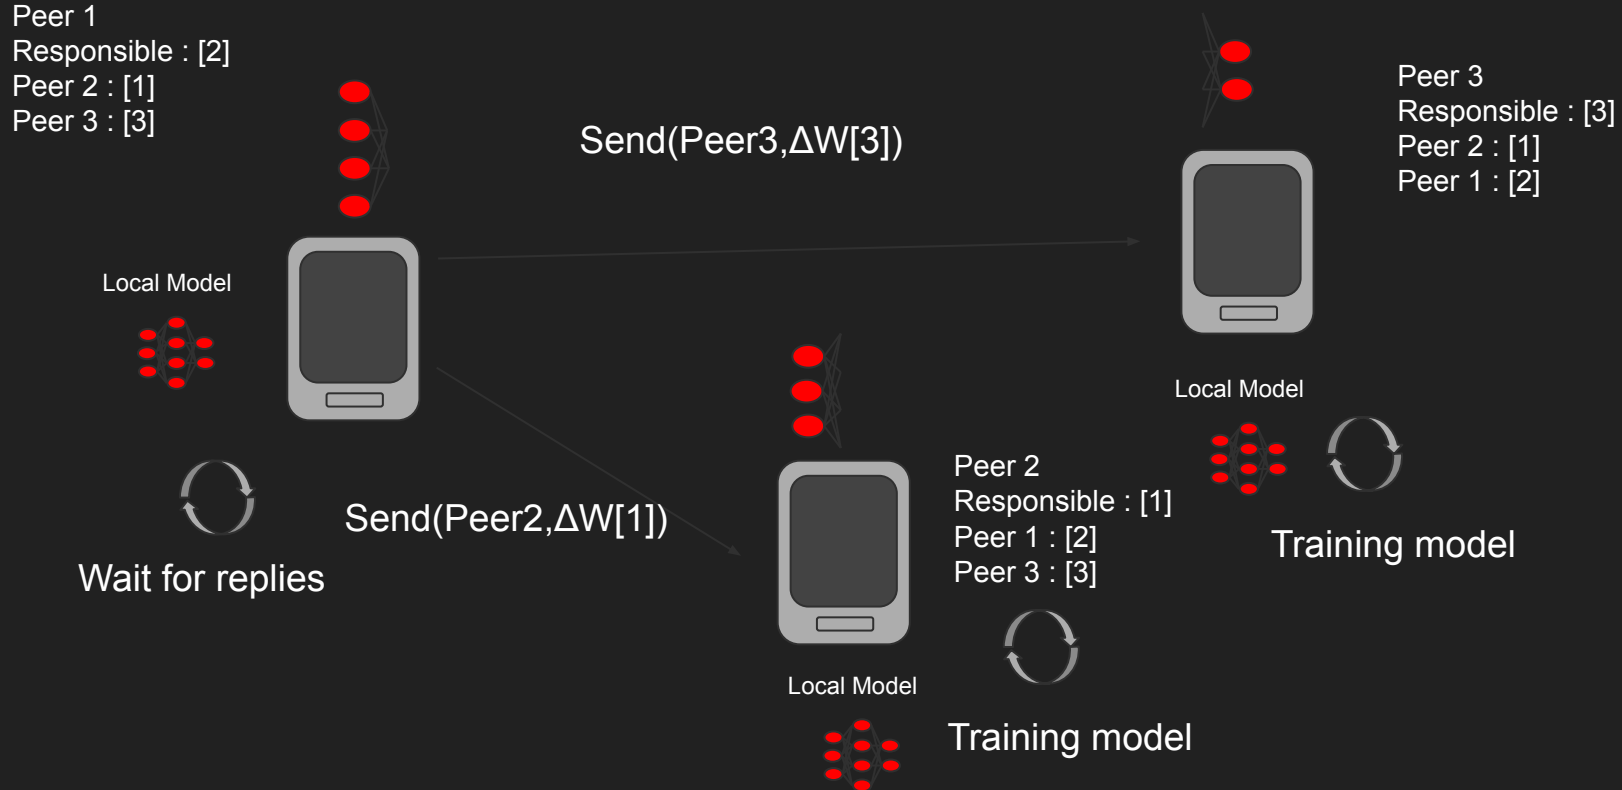 Peer 1
Responsible : [2]
Peer 2 : [1]
Peer 3 : [3]
Send(Peer3,ΔW[3])
Peer 3
Responsible : [3]
Peer 2 : [1]
Peer 1 : [2]
Local Model
Local Model
Send(Peer2,ΔW[1])
Wait for replies
Peer 2
Responsible : [1]
Peer 1 : [2]
Peer 3 : [3]
Training model
Local Model
Training model